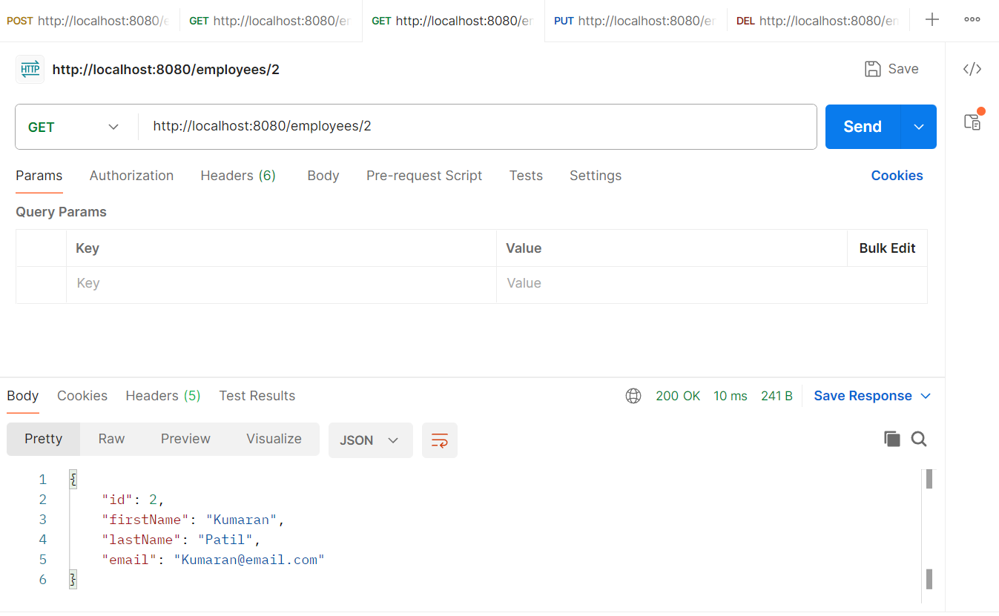 POST http://localhost:8080/e GET http://localhost:8080/er GET http://localhost:8080/er PUT http://localhost:8080/er DEL http://localhost:8080/en
HTTP http://localhost:8080/employees/2 Save </>
GET http://localhost:8080/employees/2 Send
Params Authorization Headers (6) Body Pre-request Script Tests Settings Cookies
Query Params
Key Value Bulk Edit
Key Value
Body Cookies Headers (5) Test Results 200 OK 10 ms 241 B Save Response
Pretty Raw Preview Visualize JSON
1 {
2 "id": 2,
3 "firstName": "Kumaran",
4 "lastName": "Patil",
5 "email": "Kumaran@email.com"
6 }